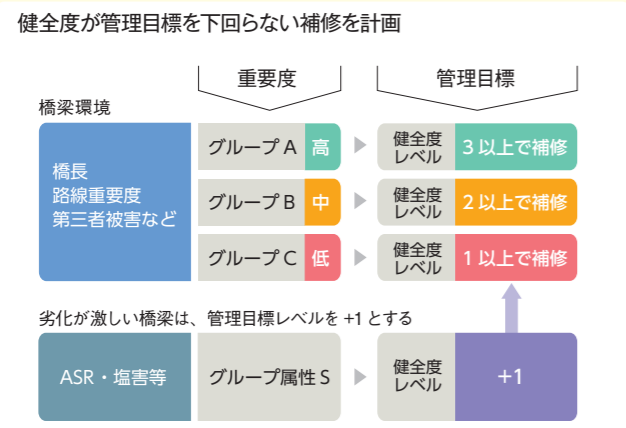 健全度が管理目標を下回らない補修を計画
重要度
管理目標
橋梁環境
橋長
路線重要度
第三者被害など
グループ A 高
健全度
レベル
3 以上で補修
グループ B 中
健全度
レベル
2 以上で補修
グループ C 低
健全度
レベル
1 以上で補修
劣化が激しい橋梁は、管理目標レベルを +1 とする
ASR・塩害等
グループ属性 S
健全度
レベル
+1